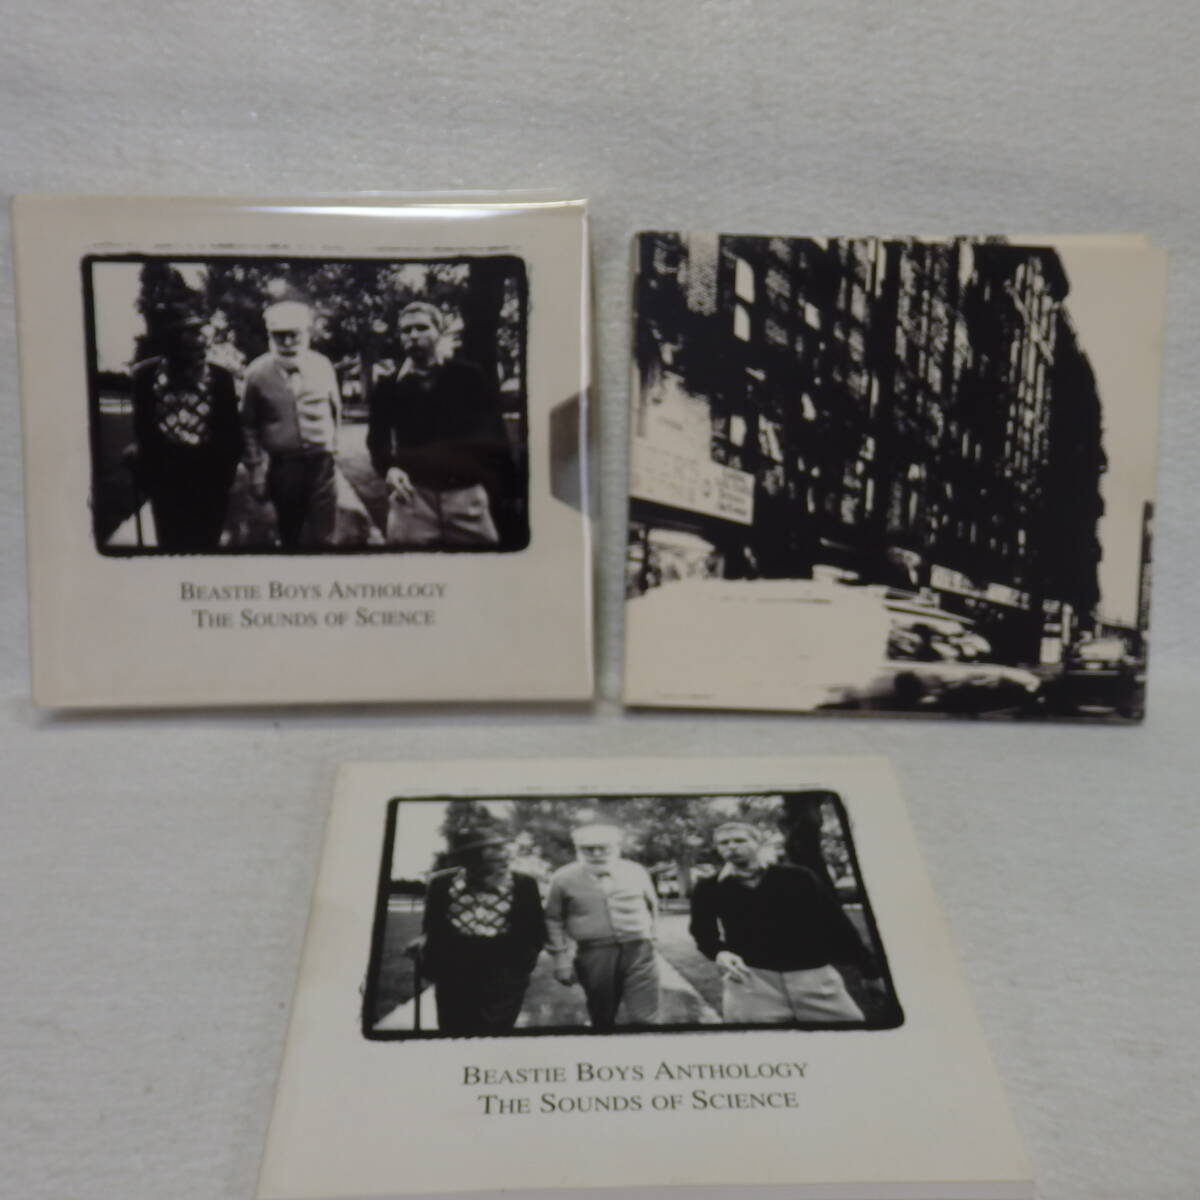 BEASTIE BOYS ANTHOLOGY
THE SOUNDS OF SCIENCE
BEASTIE BOYS ANTHOLOGY
THE SOUNDS OF SCIENCE